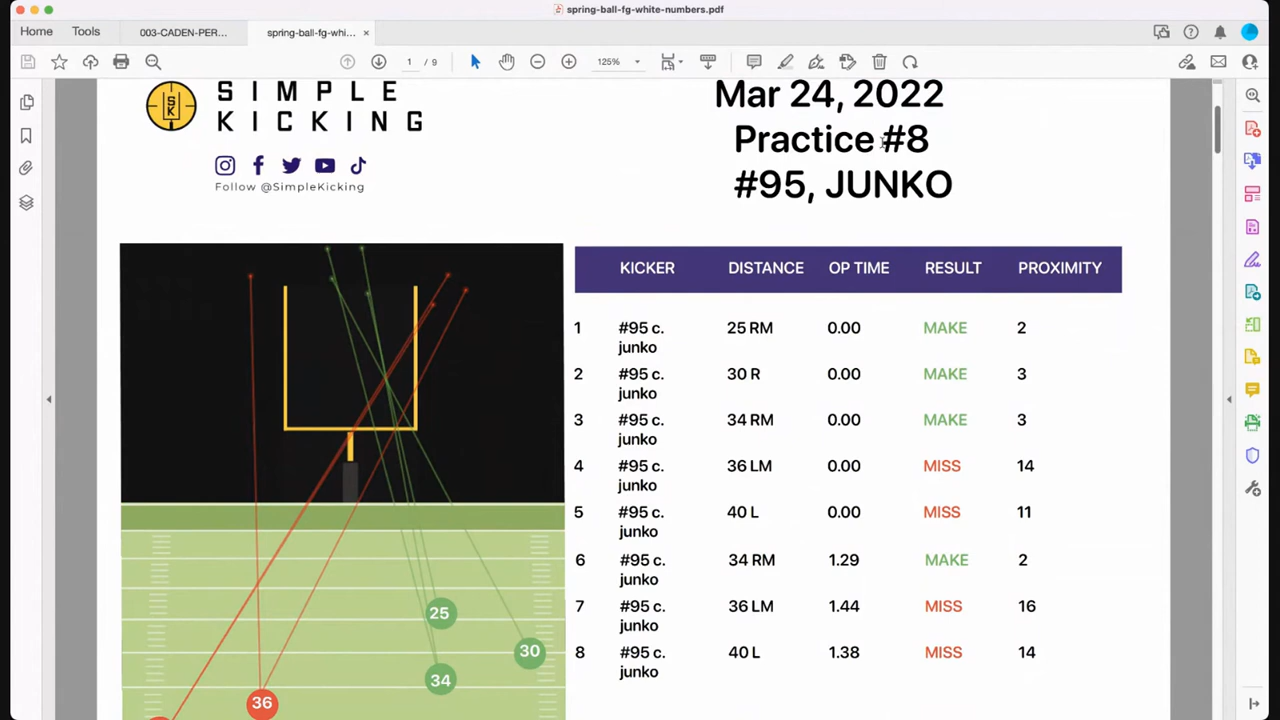 spring-ball-fg-white-numbers.pdf
Home Tools 003-CADEN-PER... spring-ball-fg-whi... ×
1 / 9 125%
SIMPLE
KICKING
Follow @SimpleKicking
SK
Mar 24, 2022
Practice #8
#95, JUNKO
KICKER DISTANCE OP TIME RESULT PROXIMITY
1 #95 c. junko 25 RM 0.00 MAKE 2
2 #95 c. junko 30 R 0.00 MAKE 3
3 #95 c. junko 34 RM 0.00 MAKE 3
4 #95 c. junko 36 LM 0.00 MISS 14
5 #95 c. junko 40 L 0.00 MISS 11
6 #95 c. junko 34 RM 1.29 MAKE 2
7 #95 c. junko 36 LM 1.44 MISS 16
8 #95 c. junko 40 L 1.38 MISS 14
25
30
34
36